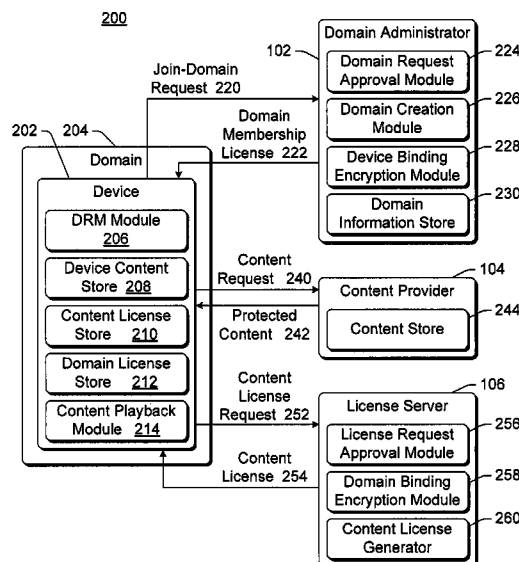 200
Domain Administrator
102
Domain Request
Approval Module
224
Domain Creation
Module
226
Device Binding
Encryption Module
228
Domain
Information Store
230
Join-Domain
Request 220
Domain
Membership
License 222
202
204
Domain
Device
DRM Module
206
Device Content
Store 208
Content License
Store 210
Domain License
Store 212
Content Playback
Module 214
Content
Request 240
Protected
Content 242
104
Content Provider
Content Store
244
Content
License
Request 252
Content
License 254
106
License Server
License Request
Approval Module
256
Domain Binding
Encryption Module
258
Content License
Generator
260